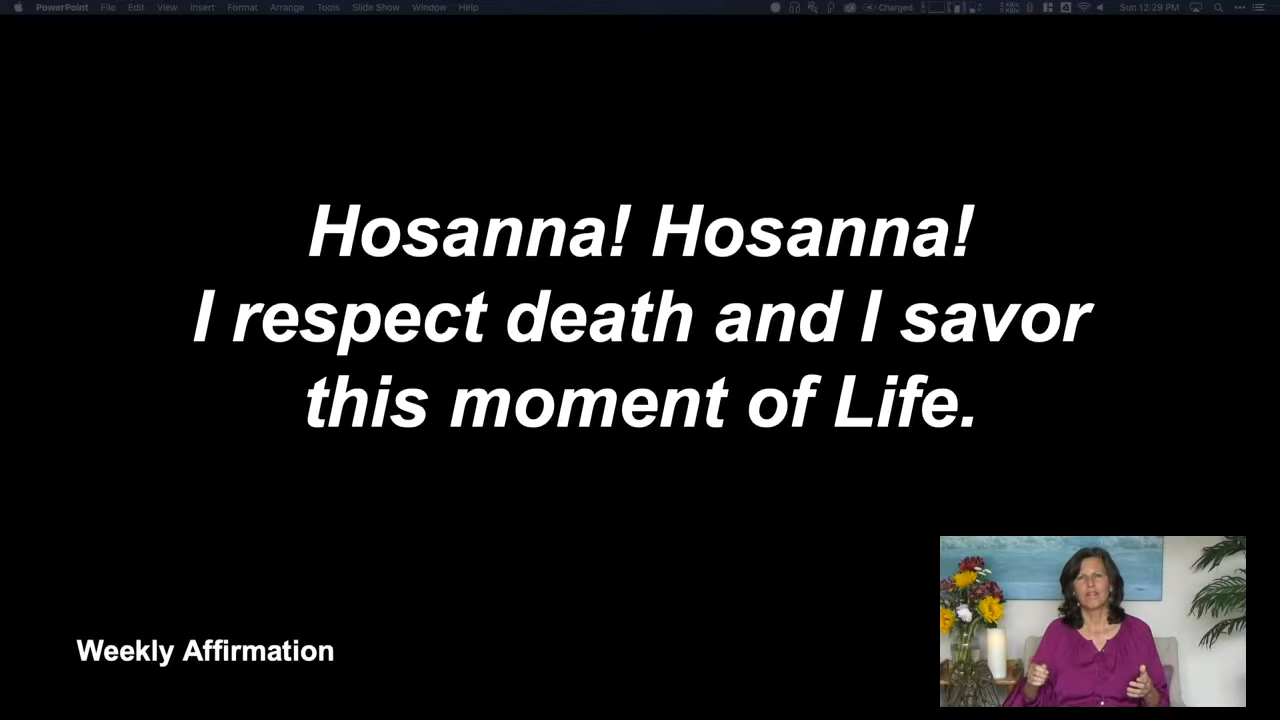 PowerPoint File Edit View Insert Format Arrange Tools Slide Show Window Help Charged Sun 12:29 PM
Hosanna! Hosanna!
I respect death and I savor
this moment of Life.
Weekly Affirmation